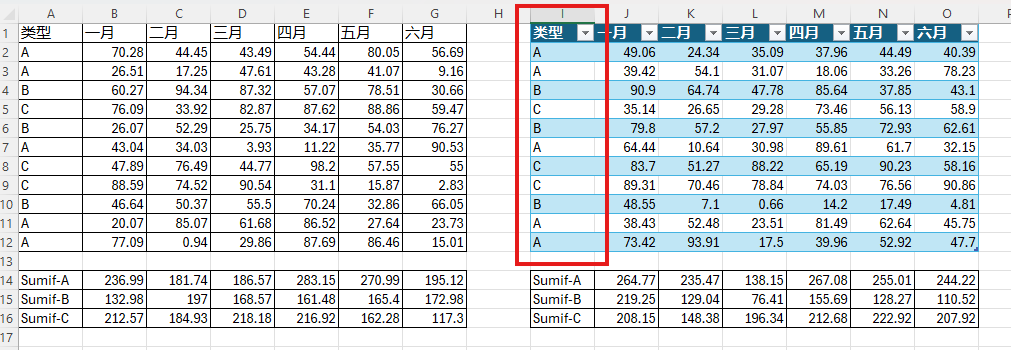 A B C D E F G H I J K L M N O
1 类型 一月 二月 三月 四月 五月 六月 类型 一月 二月 三月 四月 五月 六月
2 A 70.28 44.45 43.49 54.44 80.05 56.69 A 49.06 24.34 35.09 37.96 44.49 40.39
3 A 26.51 17.25 47.61 43.28 41.07 9.16 A 39.42 54.1 31.07 18.06 33.26 78.23
4 B 60.27 94.34 87.32 57.07 78.51 30.66 B 90.9 64.74 47.78 85.64 37.85 43.1
5 C 76.09 33.92 82.87 87.62 88.86 59.47 C 35.14 26.65 29.28 73.46 56.13 58.9
6 B 26.07 52.29 25.75 34.17 54.03 76.27 B 79.8 57.2 27.97 55.85 72.93 62.61
7 A 43.04 34.03 3.93 11.22 35.77 90.53 A 64.44 10.64 30.98 89.61 61.7 32.15
8 C 47.89 76.49 44.77 98.2 57.55 55 C 83.7 51.27 88.22 65.19 90.23 58.16
9 C 88.59 74.52 90.54 31.1 15.87 2.83 C 89.31 70.46 78.84 74.03 76.56 90.86
10 B 46.64 50.37 55.5 70.24 32.86 66.05 B 48.55 7.1 0.66 14.2 17.49 4.81
11 A 20.07 85.07 61.68 86.52 27.64 23.73 A 38.43 52.48 23.51 81.49 62.64 45.75
12 A 77.09 0.94 29.86 87.69 86.46 15.01 A 73.42 93.91 17.5 39.96 52.92 47.7
13
14 Sumif-A 236.99 181.74 186.57 283.15 270.99 195.12 Sumif-A 264.77 235.47 138.15 267.08 255.01 244.22
15 Sumif-B 132.98 197 168.57 161.48 165.4 172.98 Sumif-B 219.25 129.04 76.41 155.69 128.27 110.52
16 Sumif-C 212.57 184.93 218.18 216.92 162.28 117.3 Sumif-C 208.15 148.38 196.34 212.68 222.92 207.92
17